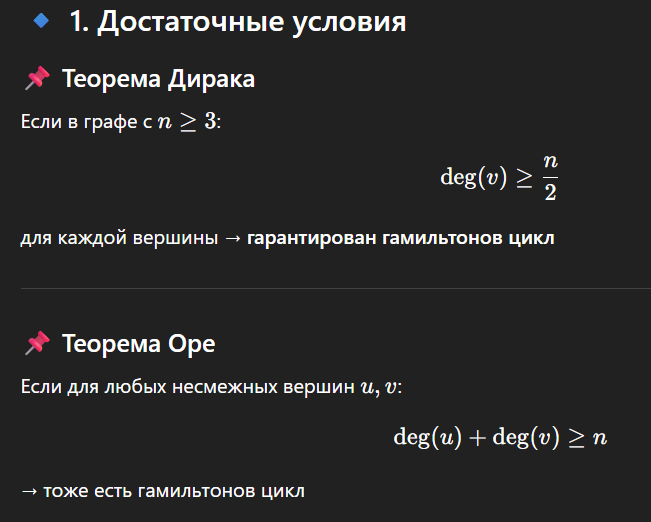 1. Достаточные условия
Теорема Дирака
Если в графе с n ≥ 3:
deg(v) ≥ n/2
для каждой вершины → гарантирован гамильтонов цикл
Теорема Оре
Если для любых несмежных вершин u, v:
deg(u) + deg(v) ≥ n
→ тоже есть гамильтонов цикл